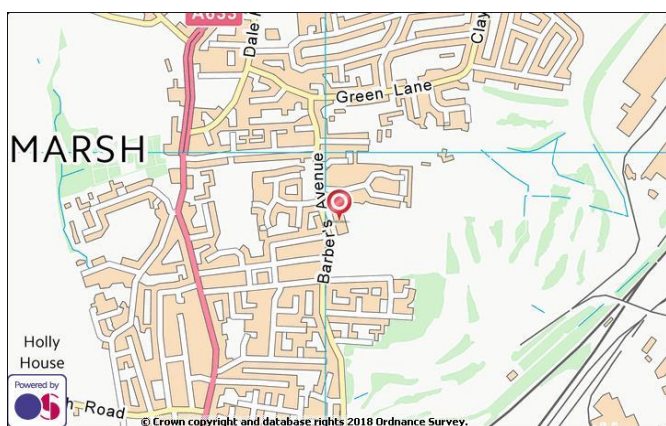 A633
Dale
Clay
Green Lane
MARSH
Barber's Avenue
Holly
House
Powered by
OS
Road
© Crown copyright and database rights 2018 Ordnance Survey.